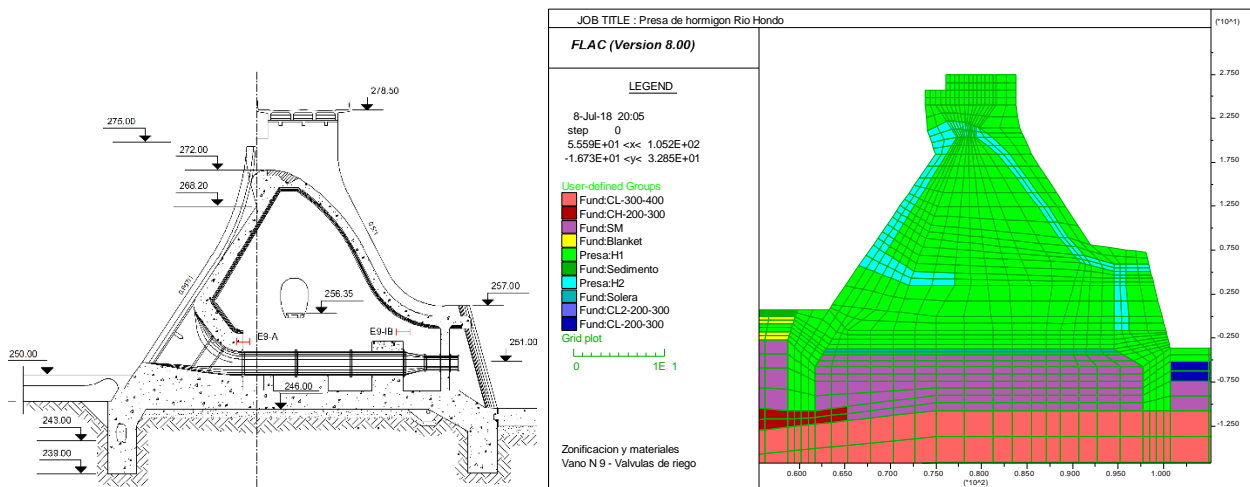 278.50
276.00
272.00
268.20
0.5:1
256.35
257.00
E9-A
E9-IB
250.00
251.00
246.00
243.00
239.00
JOB TITLE : Presa de hormigon Rio Hondo
FLAC (Version 8.00)
LEGEND
8-Jul-18 20:05
step 0
5.559E+01 <x< 1.052E+02
-1.673E+01 <y< 3.285E+01
User-defined Groups
Fund:CL-300-400
Fund:CH-200-300
Fund:SM
Fund:Blanket
Presa:H1
Fund:Sedimento
Presa:H2
Fund:Solera
Fund:CL2-200-300
Fund:CL-200-300
Grid plot
0 1E 1
Zonificacion y materiales
Vano N 9 - Valvulas de riego
(*10^1)
2.750
2.250
1.750
1.250
0.750
0.250
-0.250
-0.750
-1.250
0.600 0.650 0.700 0.750 0.800 0.850 0.900 0.950 1.000
(*10^2)